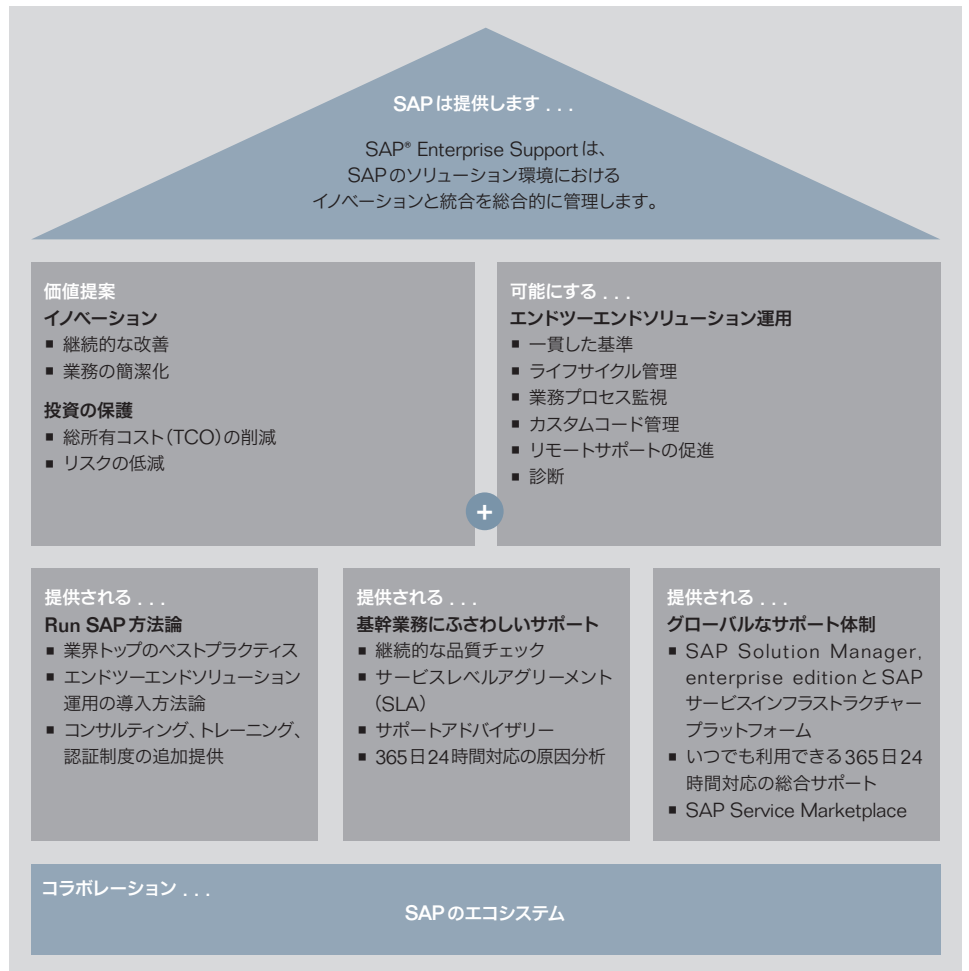 SAPは提供します . . .
SAP® Enterprise Supportは、
SAPのソリューション環境における
イノベーションと統合を総合的に管理します。
価値提案
イノベーション
■ 継続的な改善
■ 業務の簡潔化
投資の保護
■ 総所有コスト(TCO)の削減
■ リスクの低減
可能にする . . .
エンドツーエンドソリューション運用
■ 一貫した基準
■ ライフサイクル管理
■ 業務プロセス監視
■ カスタムコード管理
■ リモートサポートの促進
■ 診断
+
提供される . . .
Run SAP方法論
■ 業界トップのベストプラクティス
■ エンドツーエンドソリューション
運用の導入方法論
■ コンサルティング、トレーニング、
認証制度の追加提供
提供される . . .
基幹業務にふさわしいサポート
■ 継続的な品質チェック
■ サービスレベルアグリーメント
(SLA)
■ サポートアドバイザリー
■ 365日24時間対応の原因分析
提供される . . .
グローバルなサポート体制
■ SAP Solution Manager,
enterprise editionとSAP
サービスインフラストラクチャー
プラットフォーム
■ いつでも利用できる365日24
時間対応の総合サポート
■ SAP Service Marketplace
コラボレーション . . .
SAPのエコシステム